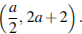 (a/2, 2a+2).